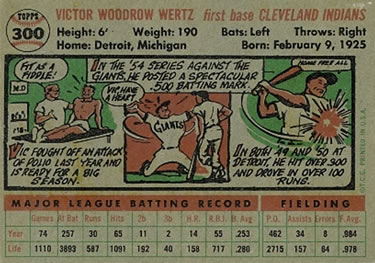 TOPPS
300
VICTOR WOODROW WERTZ first base CLEVELAND INDIANS
Height: 6' Weight: 190 Bats: Left Throws: Right
Home: Detroit, Michigan Born: February 9, 1925
FIT AS A FIDDLE!
M.D.
VIC FOUGHT OFF AN ATTACK OF POLIO LAST YEAR AND IS READY FOR A BIG SEASON.
IN THE '54 SERIES AGAINST THE GIANTS, HE POSTED A SPECTACULAR .500 BATTING MARK.
VIC, HAVE A HEART!
GIANTS
HOME FREE ALL
IN BOTH '49 AND '50 AT DETROIT, HE HIT OVER .300 AND DROVE IN OVER 100 RUNS.
T.C.G. PRINTED IN U.S.A.
MAJOR LEAGUE BATTING RECORD FIELDING
Games At Bat Runs Hits 2b 3b H.R. R.B.I. B. Avg. P.O. Assists Errors F. Avg.
Year 74 257 30 65 11 2 14 55 .253 462 34 8 .984
Life 1110 3893 587 1091 192 40 158 717 .280 2715 157 64 .978